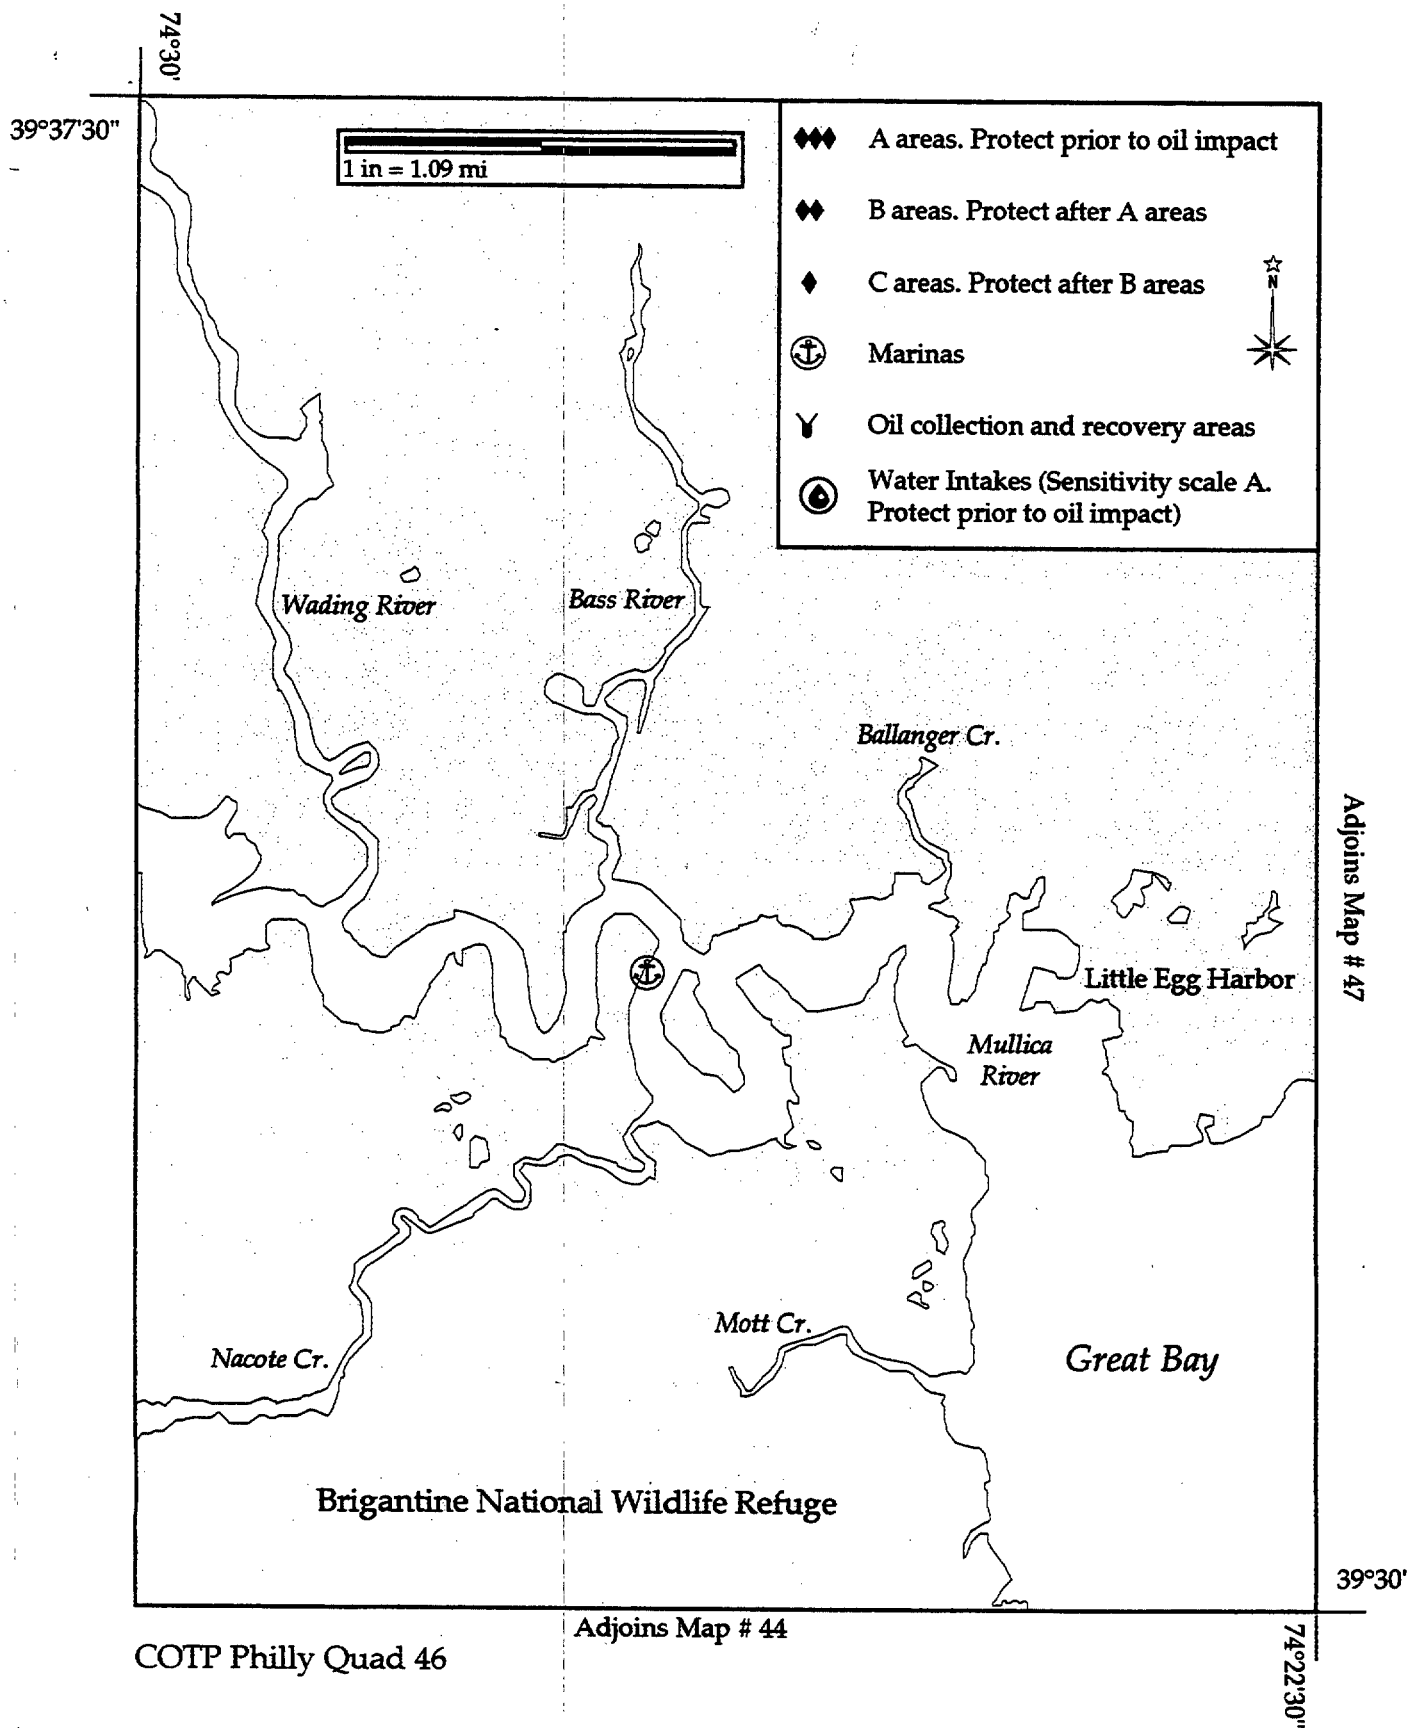 74°30'
39°37'30"
1 in = 1.09 mi
A areas. Protect prior to oil impact
B areas. Protect after A areas
C areas. Protect after B areas
N
Marinas
Oil collection and recovery areas
Water Intakes (Sensitivity scale A.
Protect prior to oil impact)
Wading River
Bass River
Ballanger Cr.
Adjoins Map # 47
Little Egg Harbor
Mullica
River
Mott Cr.
Nacote Cr.
Great Bay
Brigantine National Wildlife Refuge
39°30'
Adjoins Map # 44
COTP Philly Quad 46
74°22'30"